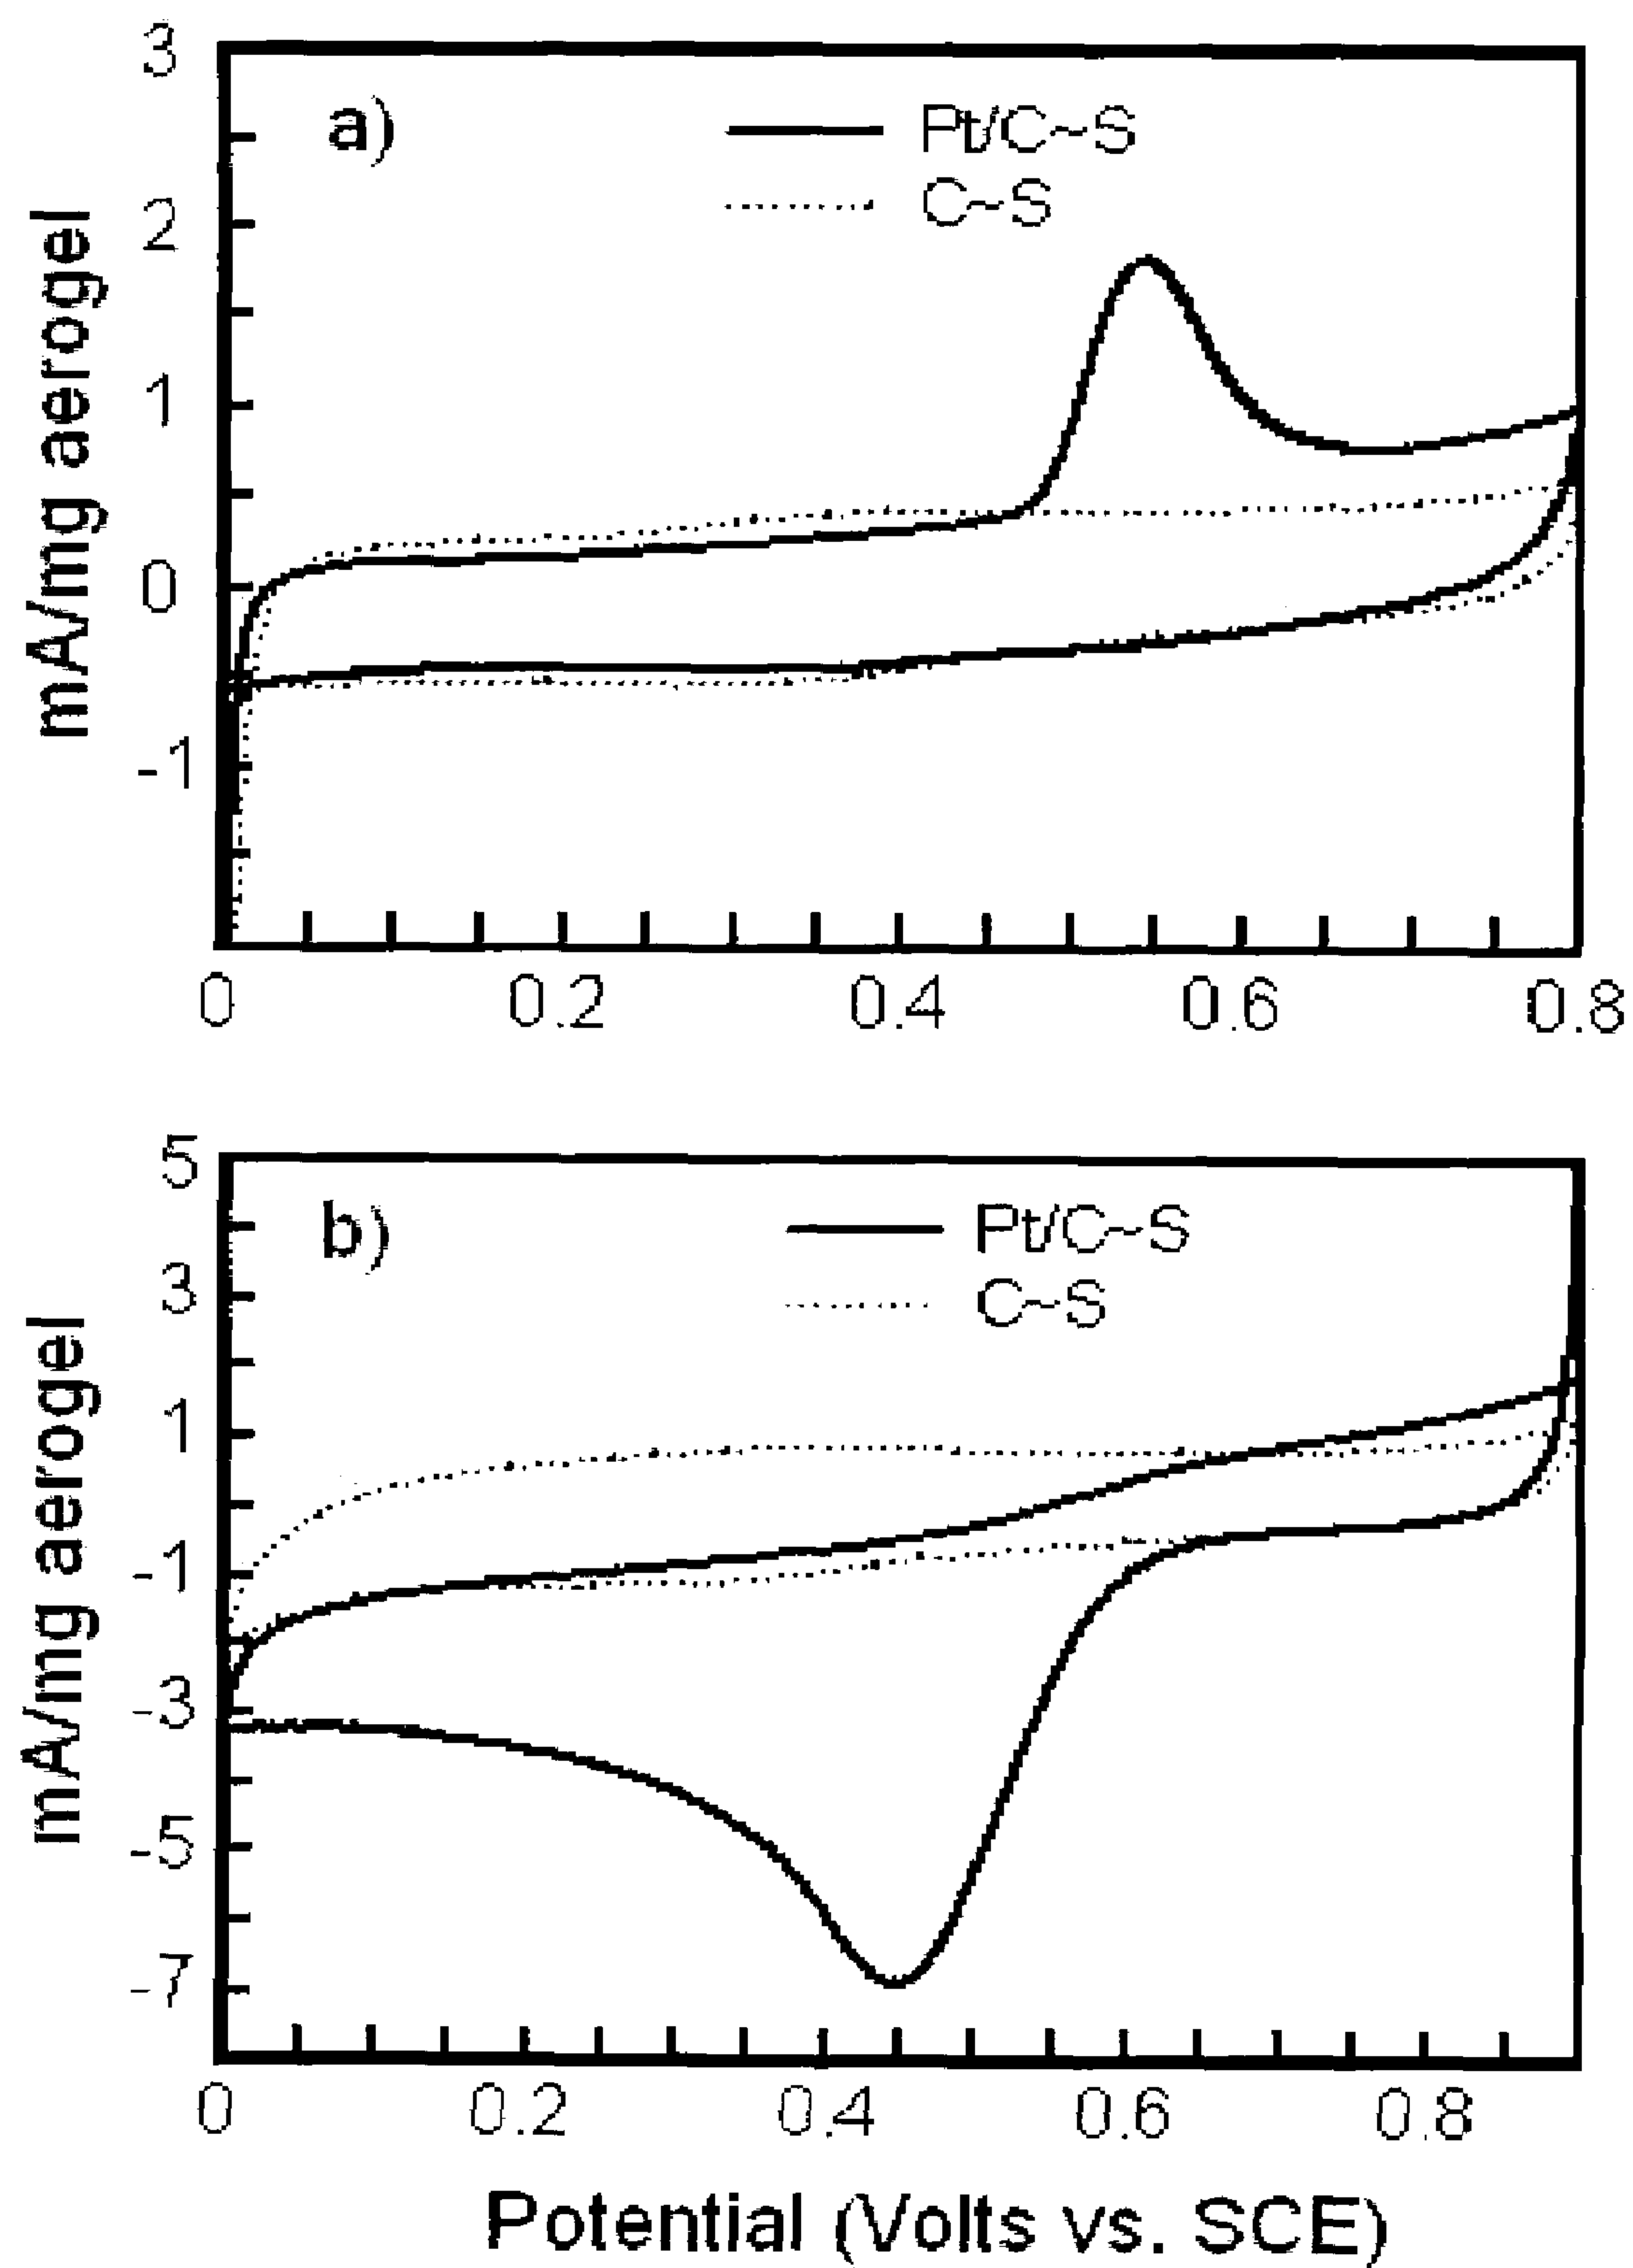 3
a)
Pt/C~S
C~S
2
1
0
-1
mA/mg aerogel
0 0.2 0.4 0.6 0.8
5
b)
Pt/C~S
C~S
3
1
-1
-3
-5
-7
mA/mg aerogel
0 0.2 0.4 0.6 0.8
Potential (Volts vs. SCE)